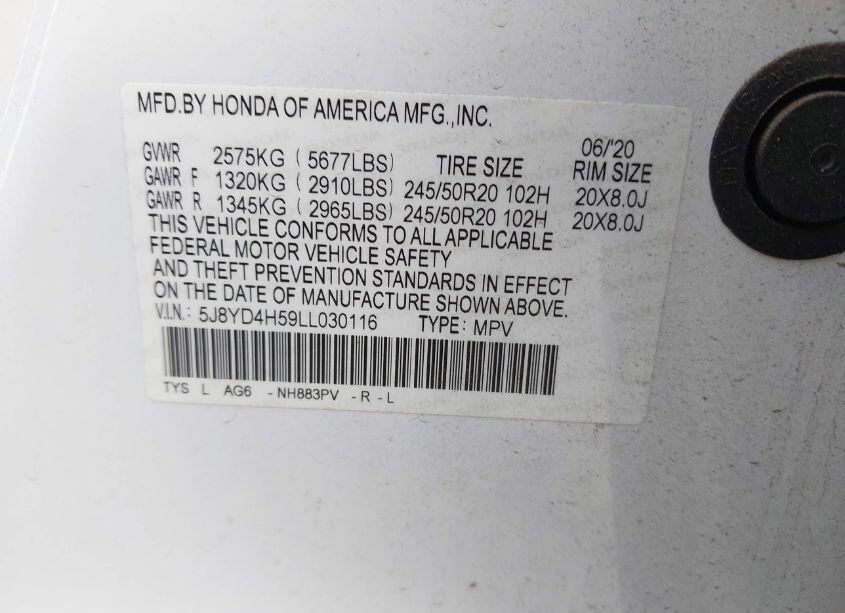 MFD.BY HONDA OF AMERICA MFG.,INC.
06/'20
GVWR 2575KG ( 5677LBS) TIRE SIZE RIM SIZE
GAWR F 1320KG ( 2910LBS) 245/50R20 102H 20X8.0J
GAWR R 1345KG ( 2965LBS) 245/50R20 102H 20X8.0J
THIS VEHICLE CONFORMS TO ALL APPLICABLE
FEDERAL MOTOR VEHICLE SAFETY
AND THEFT PREVENTION STANDARDS IN EFFECT
ON THE DATE OF MANUFACTURE SHOWN ABOVE.
V.I.N.: 5J8YD4H59LL030116 TYPE: MPV
TYS L AG6 -NH883PV -R -L